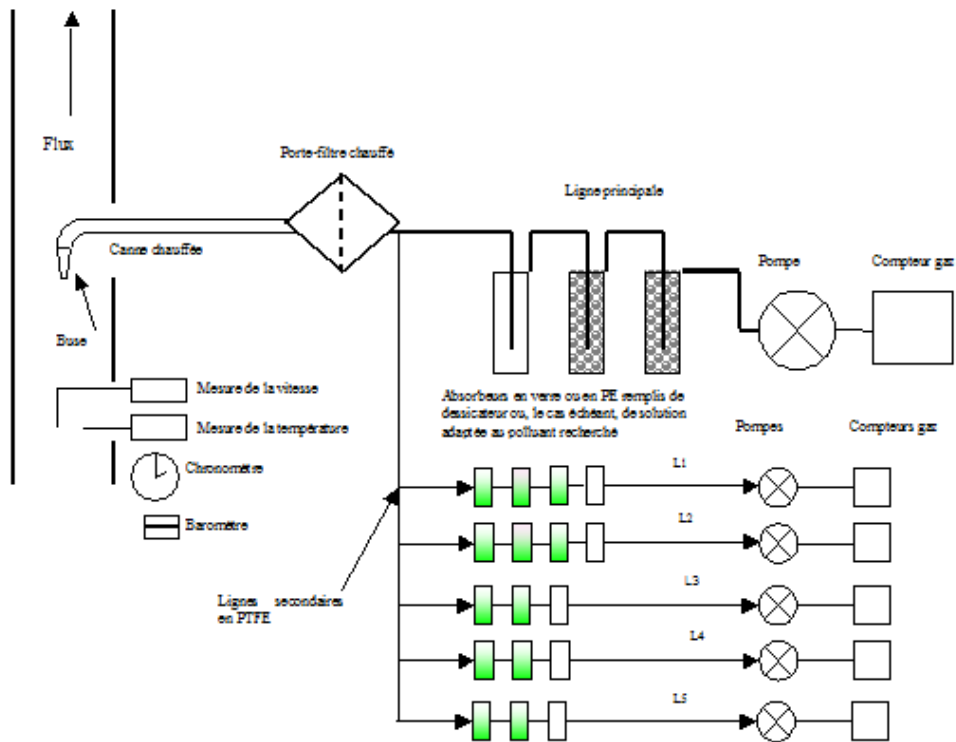 Flux
Porte-filtre chauffé
Ligne principale
Canne chauffée
Pompe
Compteur gaz
Buse
Mesure de la vitesse
Absorbeurs en verre ou en PE remplis de
dessicateur ou, le cas échéant, de solution
adaptée au polluant recherché
Mesure de la température
Pompes
Compteurs gaz
Chronomètre
L1
Baromètre
L2
L3
Lignes secondaires
en PTFE
L4
L5